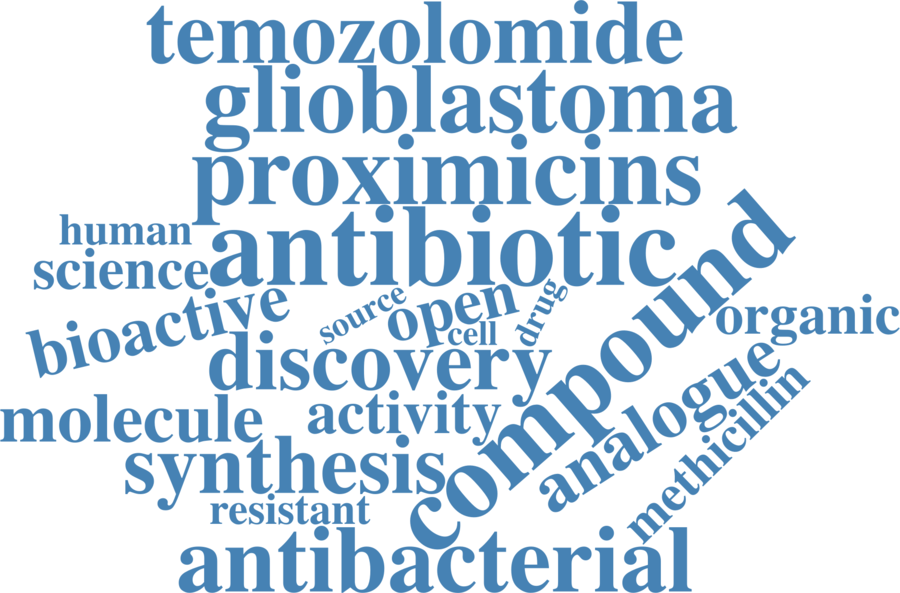 temozolomide
glioblastoma
proximicins
human
antibiotic
science
compound
bioactive
source
open
drug
cell
organic
discovery
molecule
activity
analogue
methicillin
synthesis
resistant
antibacterial